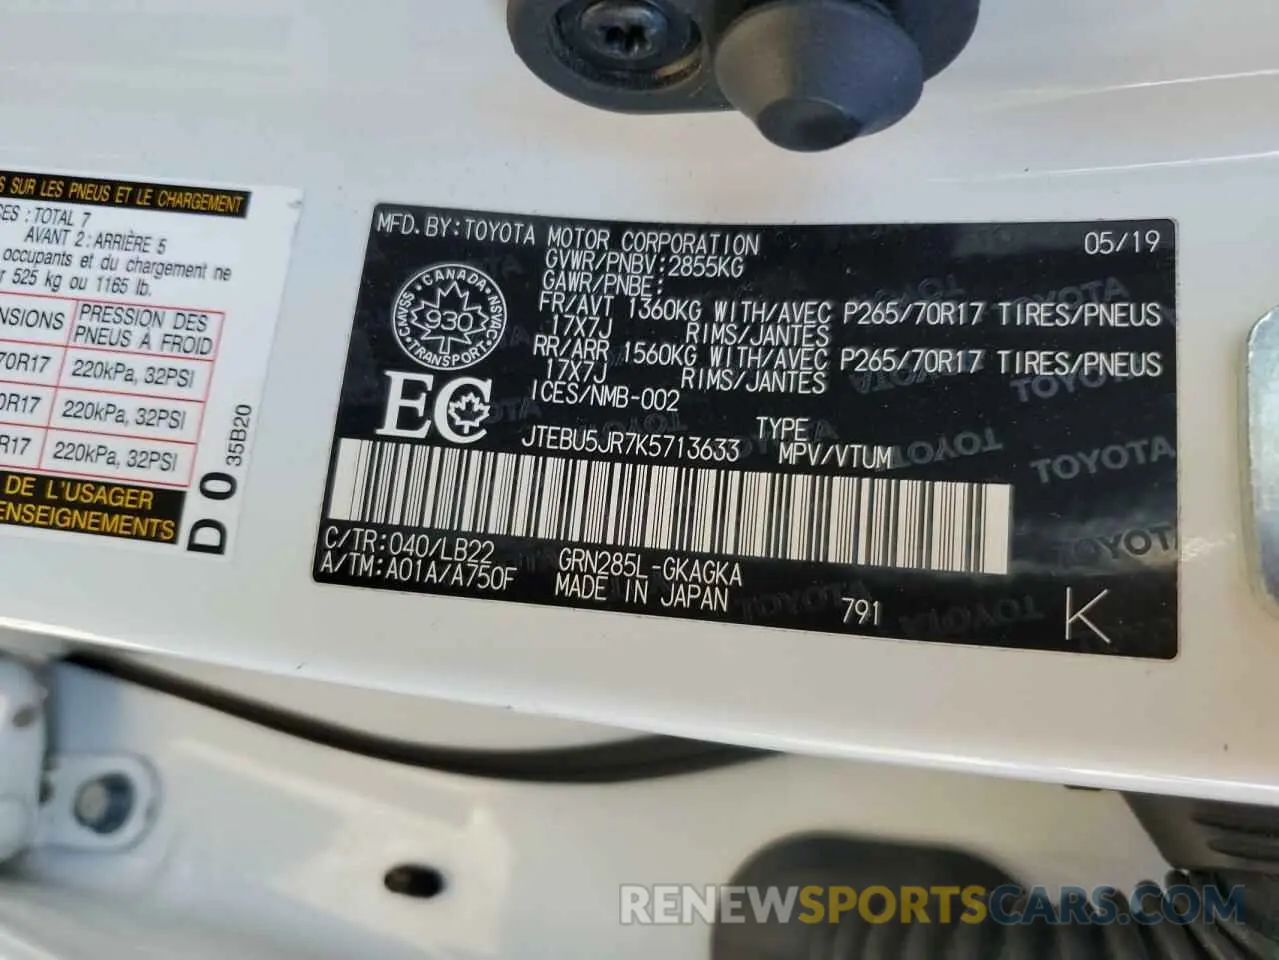 S SUR LES PNEUS ET LE CHARGEMENT
CES : TOTAL 7
AVANT 2 : ARRIÈRE 5
occupants et du chargement ne
r 525 kg ou 1165 lb.
NSIONS PRESSION DES PNEUS À FROID
70R17 220kPa, 32PSI
0R17 220kPa, 32PSI
R17 220kPa, 32PSI
DE L'USAGER
ENSEIGNEMENTS
D0 35B20
MFD. BY: TOYOTA MOTOR CORPORATION 05/19
GVWR/PNBV: 2855KG
GAWR/PNBE:
FR/AVT 1360KG WITH/AVEC P265/70R17 TIRES/PNEUS
17X7J RIMS/JANTES
RR/ARR 1560KG WITH/AVEC P265/70R17 TIRES/PNEUS
17X7J RIMS/JANTES
ICES/NMB-002
CANADA
CMVSS 930 NSVAC
TRANSPORT
EC
JTEBU5JR7K5713633 TYPE MPV/VTUM
C/TR: 040/LB22 GRN285L-GKAGKA
A/TM: A01A/A750F MADE IN JAPAN 791 K
TOYOTA
RENEWSPORTSCARS.COM